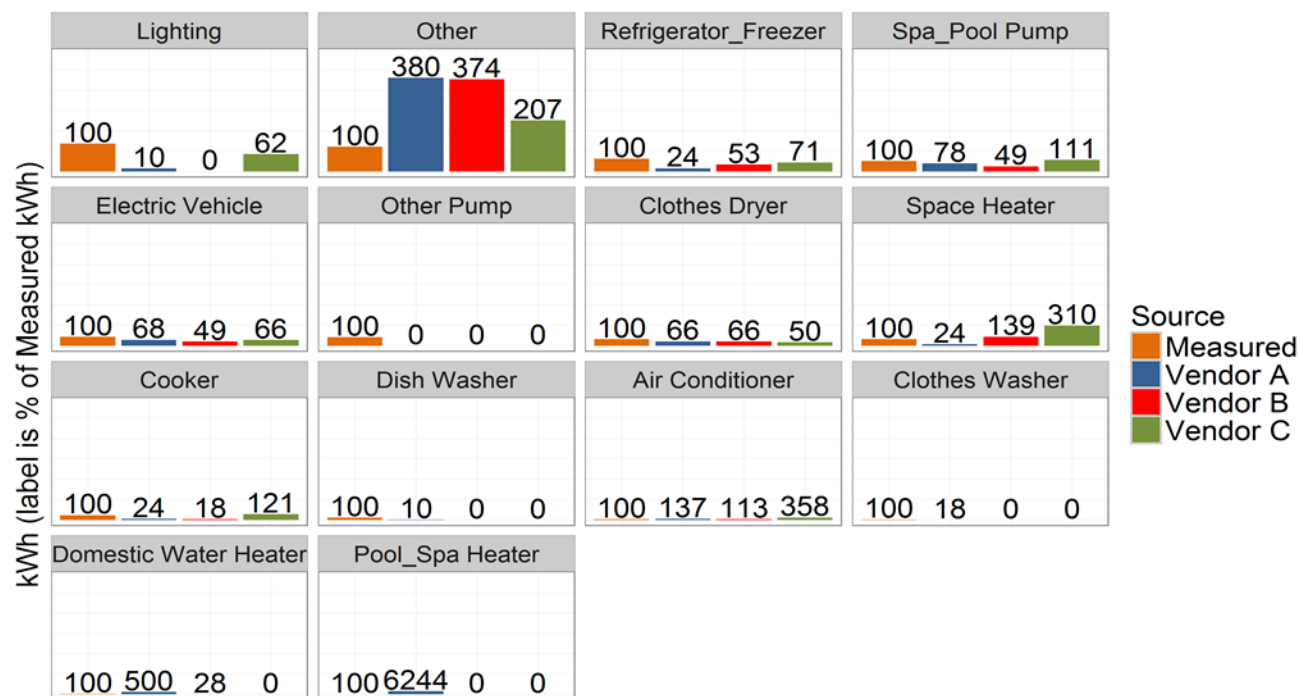 kWh (label is % of Measured kWh)
Lighting
100 10 0 62
Other
100 380 374 207
Refrigerator_Freezer
100 24 53 71
Spa_Pool Pump
100 78 49 111
Electric Vehicle
100 68 49 66
Other Pump
100 0 0 0
Clothes Dryer
100 66 66 50
Space Heater
100 24 139 310
Cooker
100 24 18 121
Dish Washer
100 10 0 0
Air Conditioner
100 137 113 358
Clothes Washer
100 18 0 0
Domestic Water Heater
100 500 28 0
Pool_Spa Heater
100 6244 0 0
Source
Measured
Vendor A
Vendor B
Vendor C